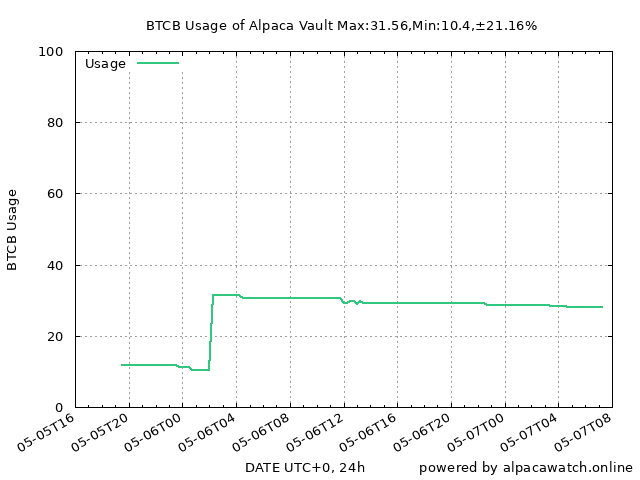 BTCB Usage of Alpaca Vault Max:31.56,Min:10.4,±21.16%
Usage
100
80
60
40
20
0
BTCB Usage
05-05T16
05-05T20
05-06T00
05-06T04
05-06T08
05-06T12
05-06T16
05-06T20
05-07T00
05-07T04
05-07T08
DATE UTC+0, 24h
powered by alpacawatch.online